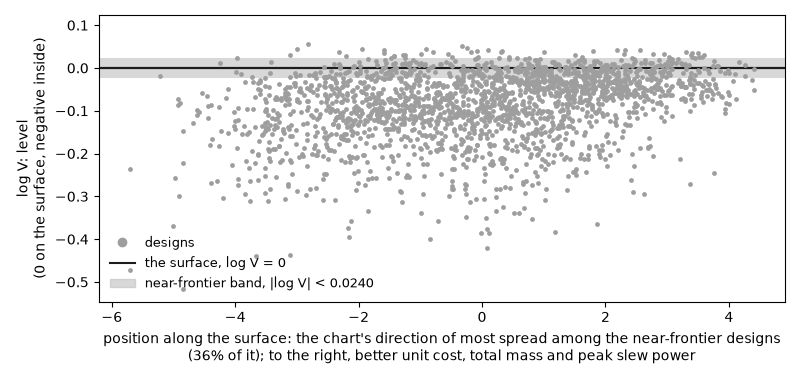 0.1
0.0
−0.1
−0.2
−0.3
−0.4
−0.5
log V: level
(0 on the surface, negative inside)
designs
the surface, log V = 0
near-frontier band, |log V| < 0.0240
−6 −4 −2 0 2 4
position along the surface: the chart's direction of most spread among the near-frontier designs
(36% of it); to the right, better unit cost, total mass and peak slew power